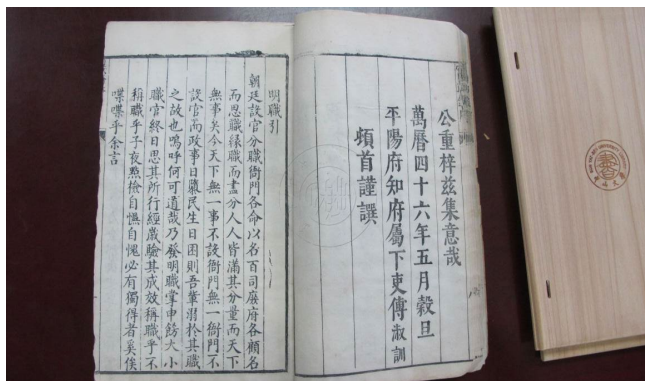 公重梓茲集意哉
萬曆四十六年五月穀旦
平陽府知府屬下吏傅淑訓
頓首謹譔
明職引
朝廷設官分職衙門各命以名百司庶府各顧名
而思職緣職而盡分人人皆滿其分量而天下
無事矣今天下無一事不設衙門無一衙門不
設官而政事日隳民生日困則吾輩溺於其職
之故也嗚呼何可道哉乃發明職掌申飭大小
職官終日思其所行經歲驗其成效稱職乎不
稱職乎子夜點檢自慊自愧必有獨得者奚俟
喋喋乎余言